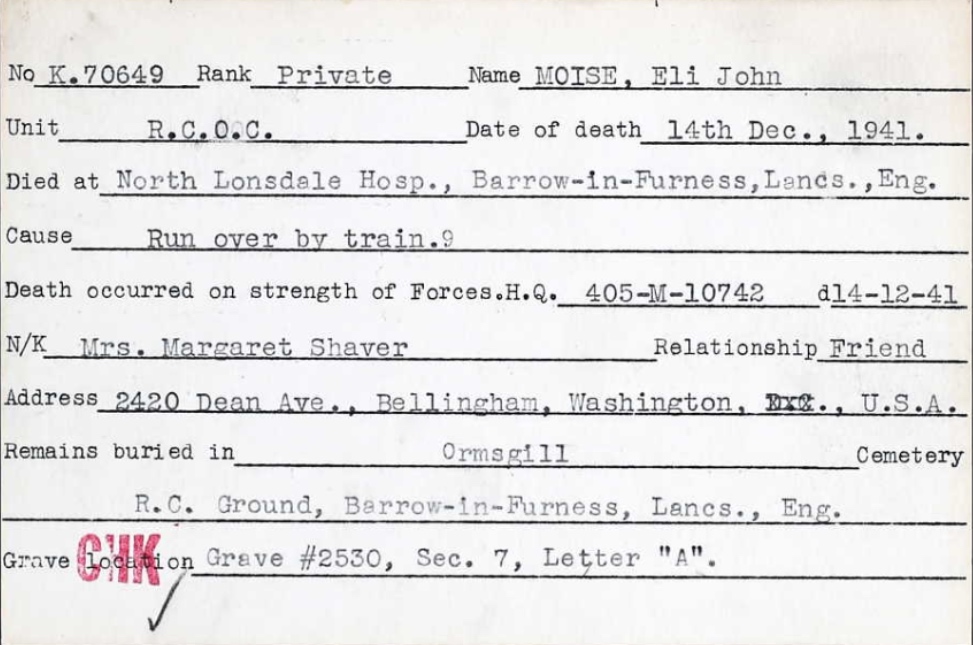 No K.70649 Rank Private Name MOISE, Eli John
Unit R.C.O.C. Date of death 14th Dec., 1941.
Died at North Lonsdale Hosp., Barrow-in-Furness,Lancs.,Eng.
Cause Run over by train.9
Death occurred on strength of Forces.H.Q. 405-M-10742 d14-12-41
N/K Mrs. Margaret Shaver Relationship Friend
Address 2420 Dean Ave., Bellingham, Washington, ., U.S.A.
Remains buried in Ormsgill Cemetery
R.C. Ground, Barrow-in-Furness, Lancs., Eng.
Grave location Grave #2530, Sec. 7, Letter "A".
CHK